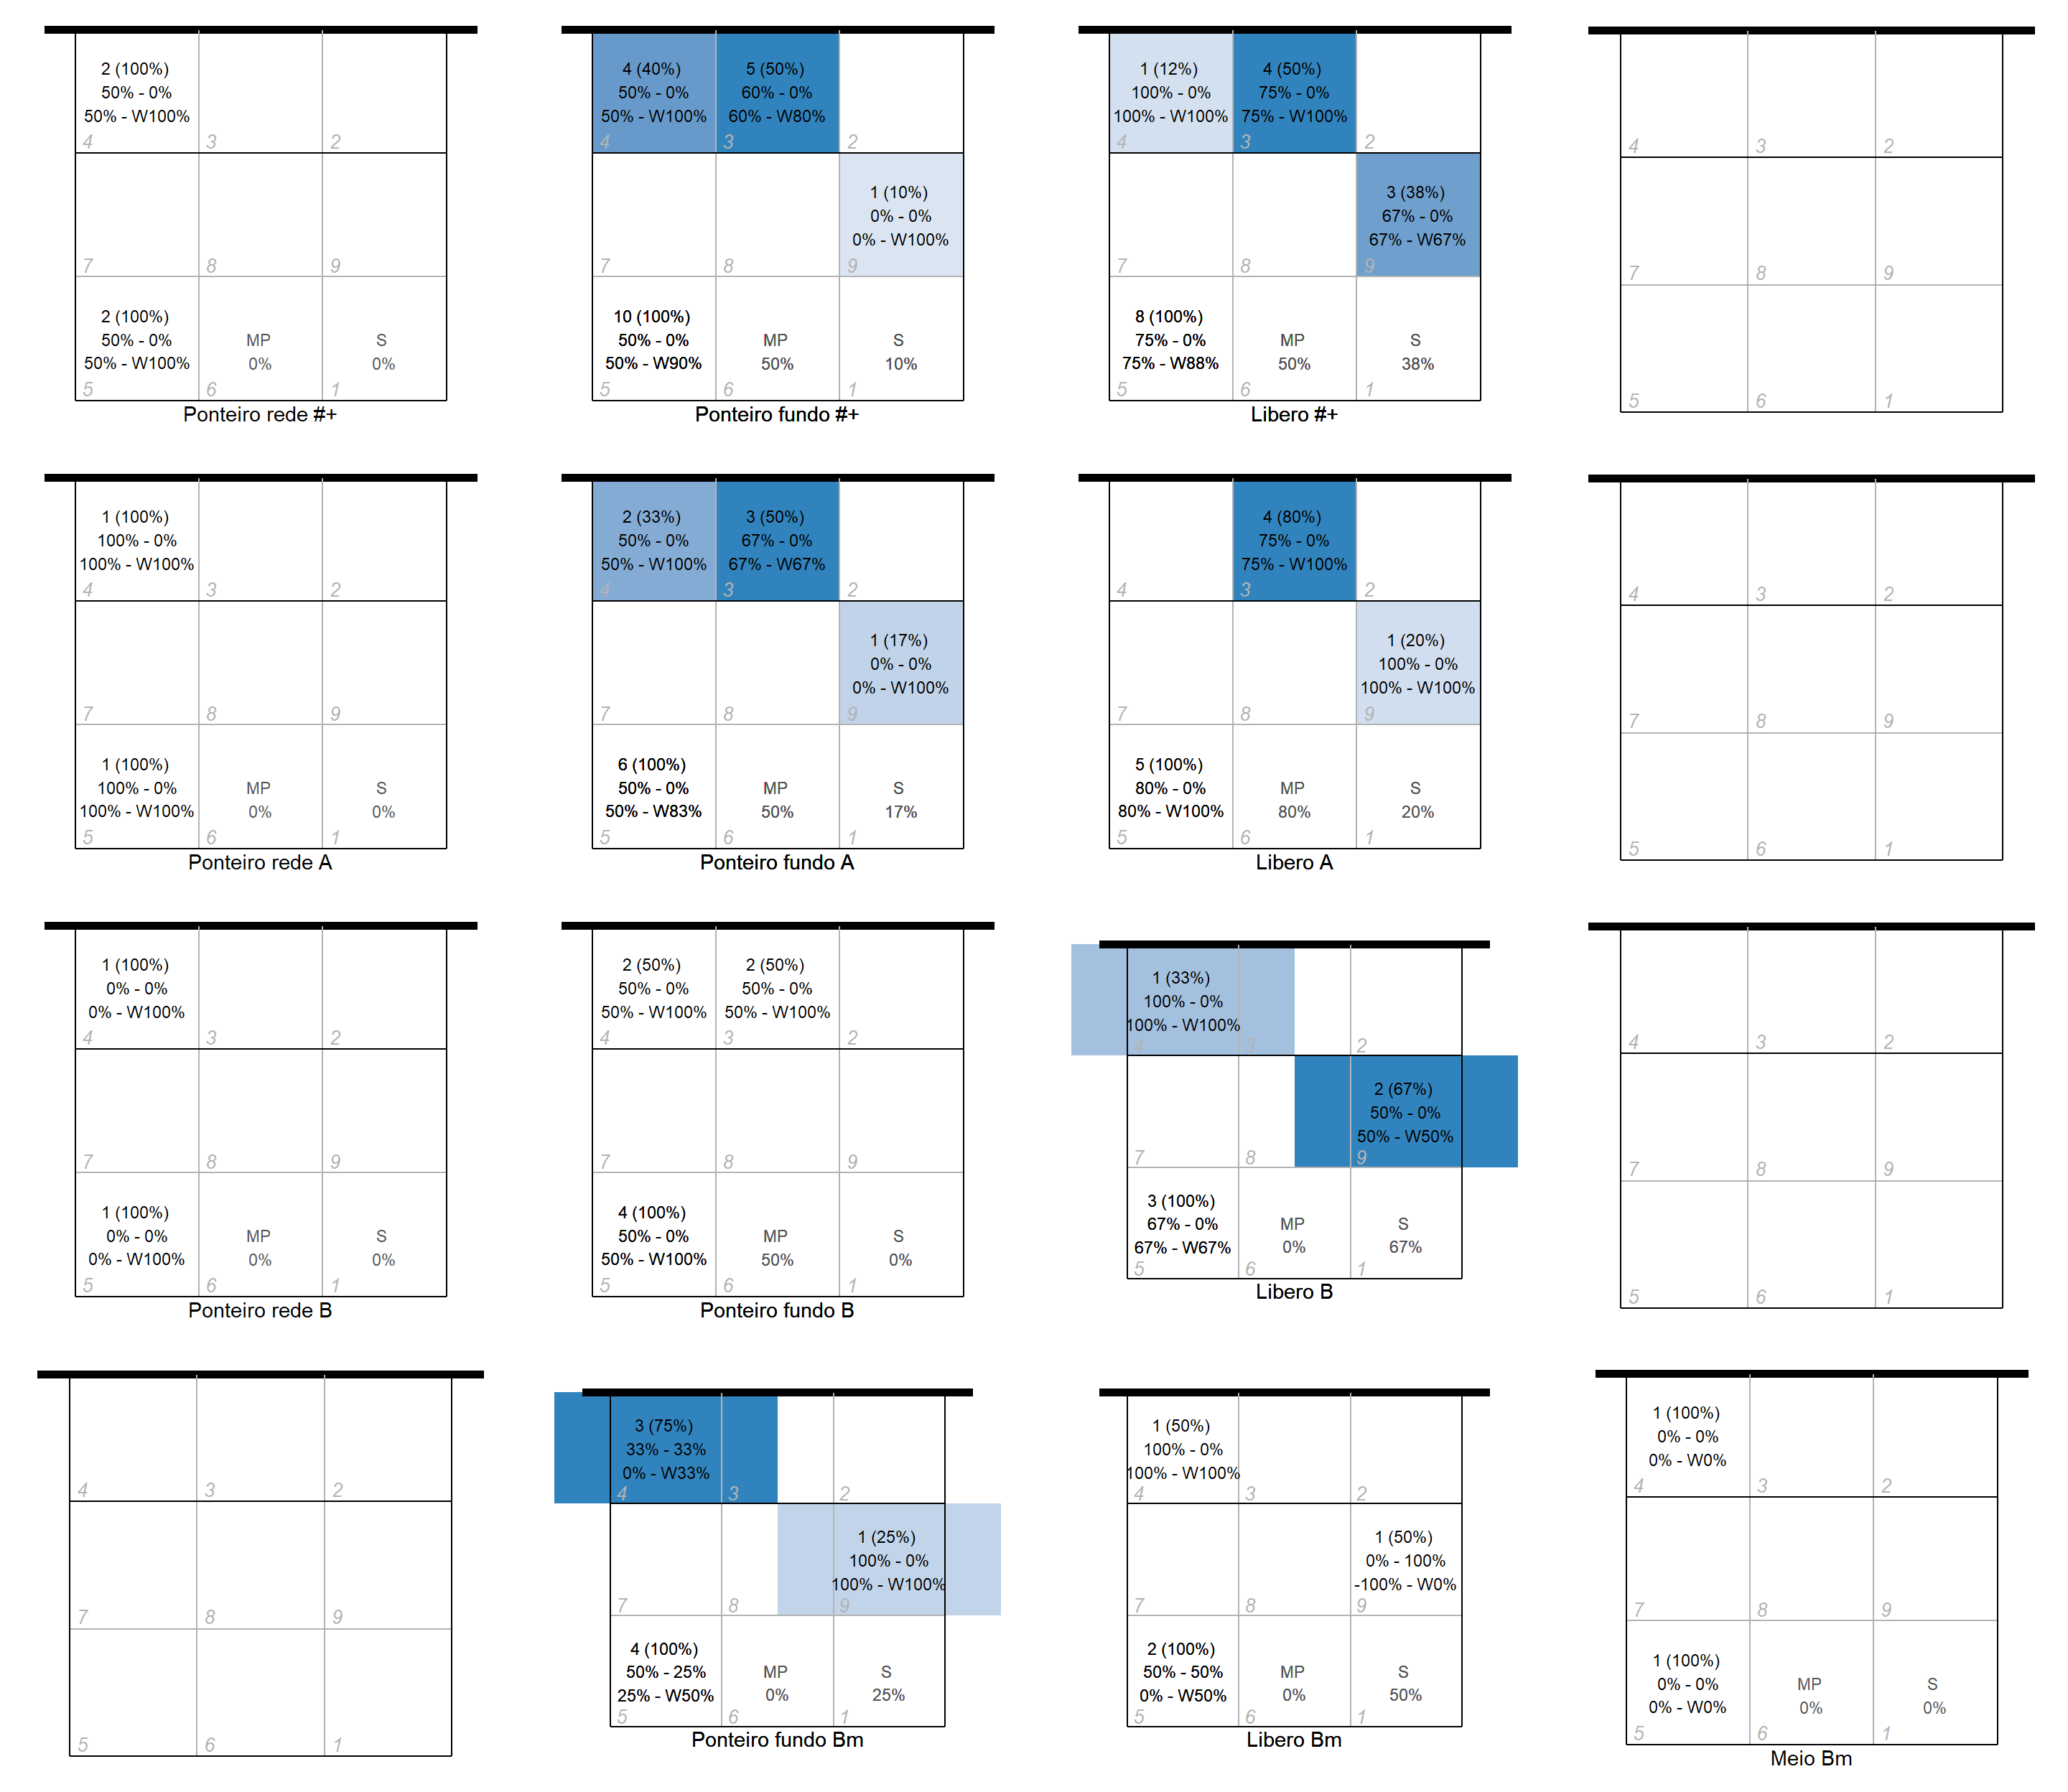 2 (100%)
50% - 0%
50% - W100%
4 3 2
7 8 9
2 (100%)
50% - 0%
50% - W100%
MP
0%
S
0%
5 6 1
Ponteiro rede #+
4 (40%)
50% - 0%
50% - W100%
5 (50%)
60% - 0%
60% - W80%
4 3 2
1 (10%)
0% - 0%
0% - W100%
7 8 9
10 (100%)
50% - 0%
50% - W90%
MP
50%
S
10%
5 6 1
Ponteiro fundo #+
1 (12%)
100% - 0%
100% - W100%
4 (50%)
75% - 0%
75% - W100%
4 3 2
3 (38%)
67% - 0%
67% - W67%
7 8 9
8 (100%)
75% - 0%
75% - W88%
MP
50%
S
38%
5 6 1
Libero #+
4 3 2
7 8 9
5 6 1
1 (100%)
100% - 0%
100% - W100%
4 3 2
7 8 9
1 (100%)
100% - 0%
100% - W100%
MP
0%
S
0%
5 6 1
Ponteiro rede A
2 (33%)
50% - 0%
50% - W100%
3 (50%)
67% - 0%
67% - W67%
4 3 2
1 (17%)
0% - 0%
0% - W100%
7 8 9
6 (100%)
50% - 0%
50% - W83%
MP
50%
S
17%
5 6 1
Ponteiro fundo A
4 (80%)
75% - 0%
75% - W100%
4 3 2
1 (20%)
100% - 0%
100% - W100%
7 8 9
5 (100%)
80% - 0%
80% - W100%
MP
80%
S
20%
5 6 1
Libero A
4 3 2
7 8 9
5 6 1
1 (100%)
0% - 0%
0% - W100%
4 3 2
7 8 9
1 (100%)
0% - 0%
0% - W100%
MP
0%
S
0%
5 6 1
Ponteiro rede B
2 (50%)
50% - 0%
50% - W100%
2 (50%)
50% - 0%
50% - W100%
4 3 2
7 8 9
4 (100%)
50% - 0%
50% - W100%
MP
50%
S
0%
5 6 1
Ponteiro fundo B
1 (33%)
100% - 0%
100% - W100%
4 3 2
2 (67%)
50% - 0%
50% - W50%
7 8 9
3 (100%)
67% - 0%
67% - W67%
MP
0%
S
67%
5 6 1
Libero B
4 3 2
7 8 9
5 6 1
4 3 2
7 8 9
5 6 1
3 (75%)
33% - 33%
0% - W33%
4 3 2
1 (25%)
100% - 0%
100% - W100%
7 8 9
4 (100%)
50% - 25%
25% - W50%
MP
0%
S
25%
5 6 1
Ponteiro fundo Bm
1 (50%)
100% - 0%
100% - W100%
4 3 2
1 (50%)
0% - 100%
-100% - W0%
7 8 9
2 (100%)
50% - 50%
0% - W50%
MP
0%
S
50%
5 6 1
Libero Bm
1 (100%)
0% - 0%
0% - W0%
4 3 2
7 8 9
1 (100%)
0% - 0%
0% - W0%
MP
0%
S
0%
5 6 1
Meio Bm